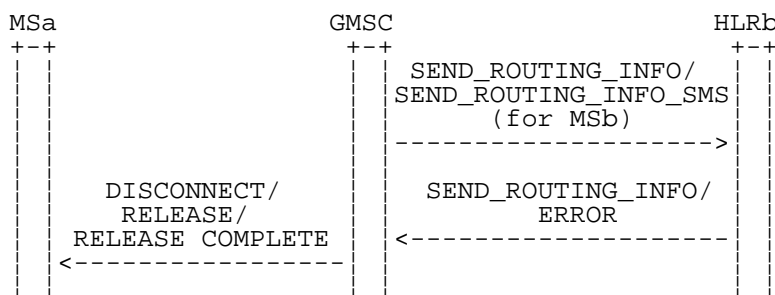 MSa GMSC HLRb
SEND_ROUTING_INFO/
SEND_ROUTING_INFO_SMS
(for MSb)
DISCONNECT/ SEND_ROUTING_INFO/
RELEASE/ ERROR
RELEASE COMPLETE